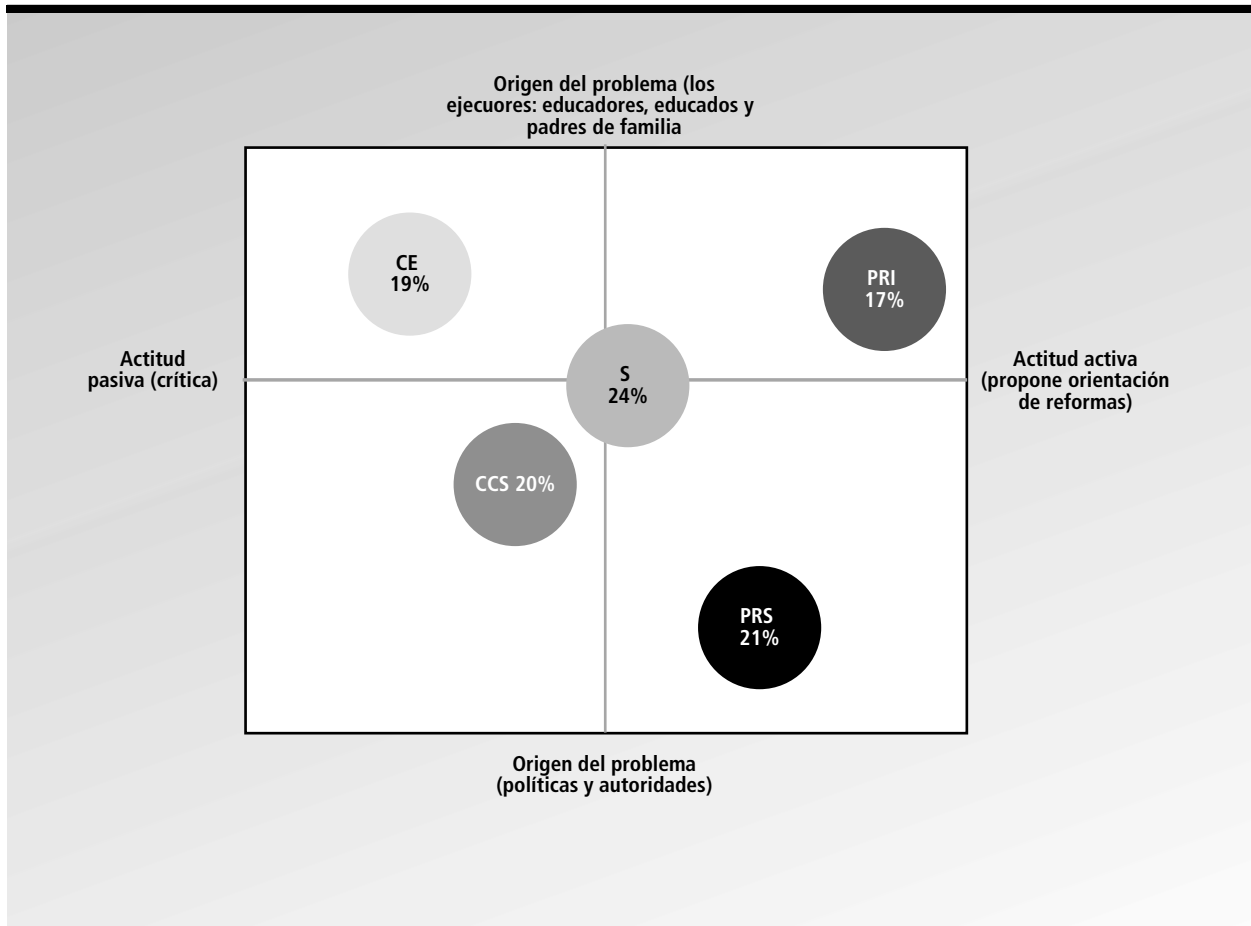 Origen del problema (los
ejecuores: educadores, educados y
padres de familia
CE
19%
PRI
17%
Actitud
pasiva (crítica)
S
24%
Actitud activa
(propone orientación
de reformas)
CCS 20%
PRS
21%
Origen del problema
(políticas y autoridades)